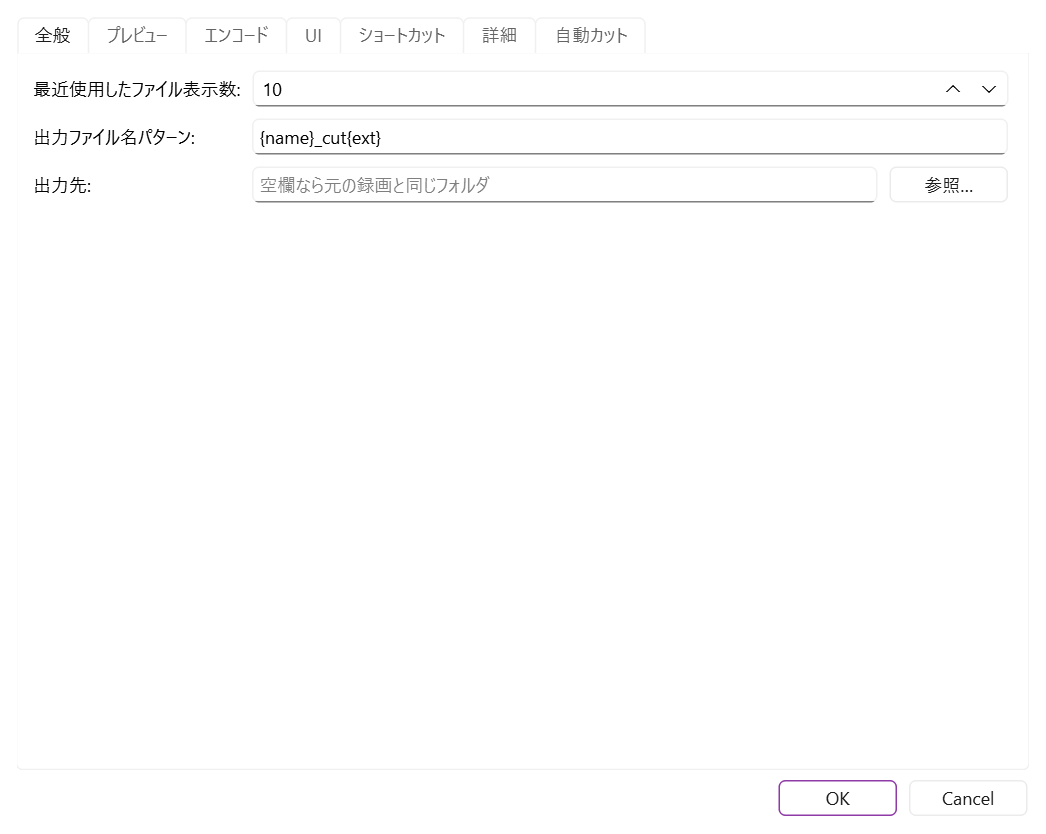 全般 プレビュー エンコード UI ショートカット 詳細 自動カット
最近使用したファイル表示数: 10
出力ファイル名パターン: {name}_cut{ext}
出力先: 空欄なら元の録画と同じフォルダ 参照...
OK Cancel